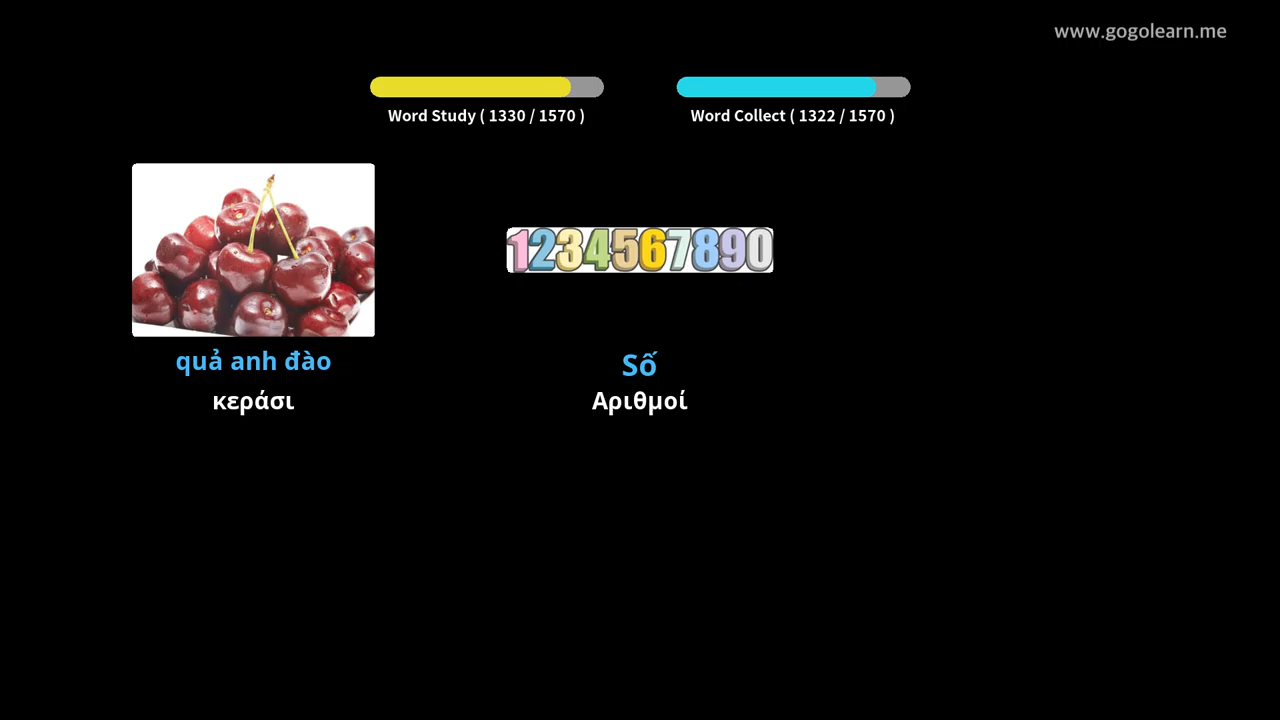 www.gogolearn.me
Word Study ( 1330 / 1570 )
Word Collect ( 1322 / 1570 )
1234567890
quả anh đào
κεράσι
Số
Αριθμοί